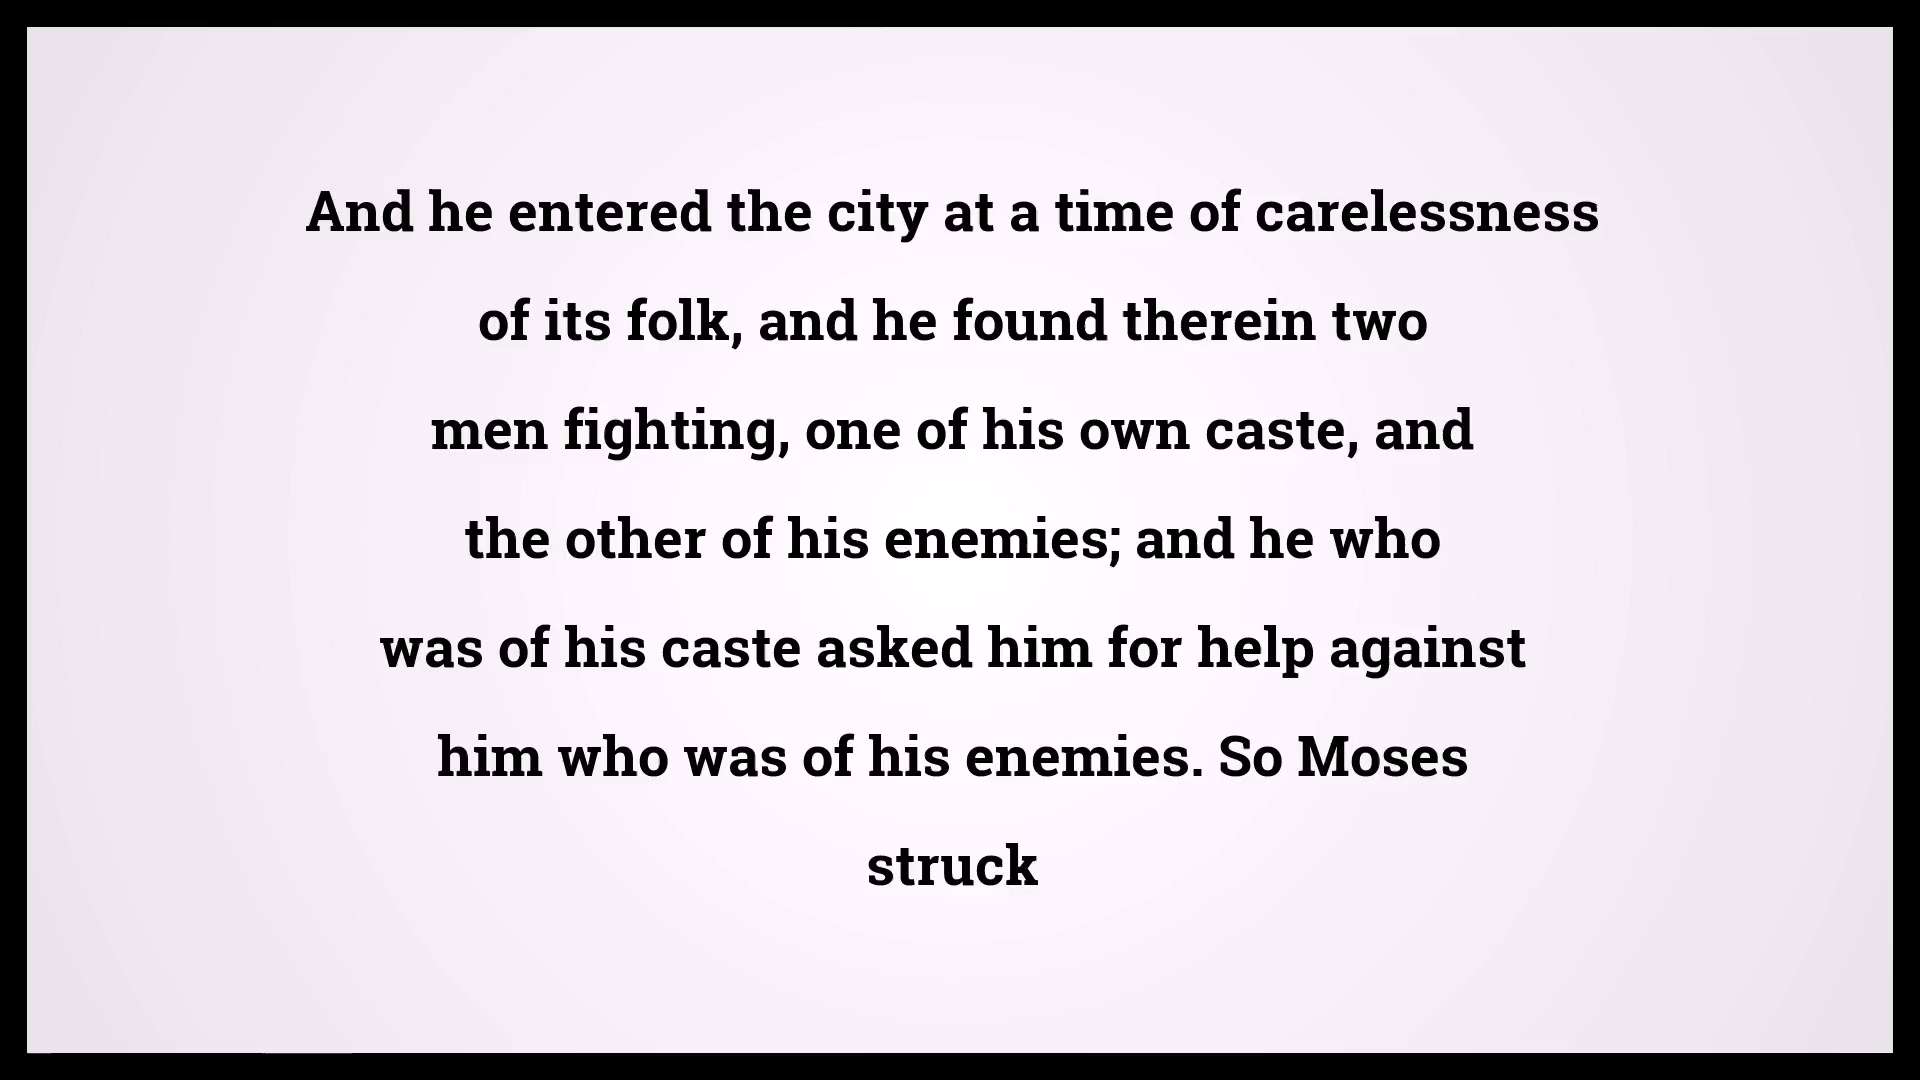 And he entered the city at a time of carelessness
of its folk, and he found therein two
men fighting, one of his own caste, and
the other of his enemies; and he who
was of his caste asked him for help against
him who was of his enemies. So Moses
struck